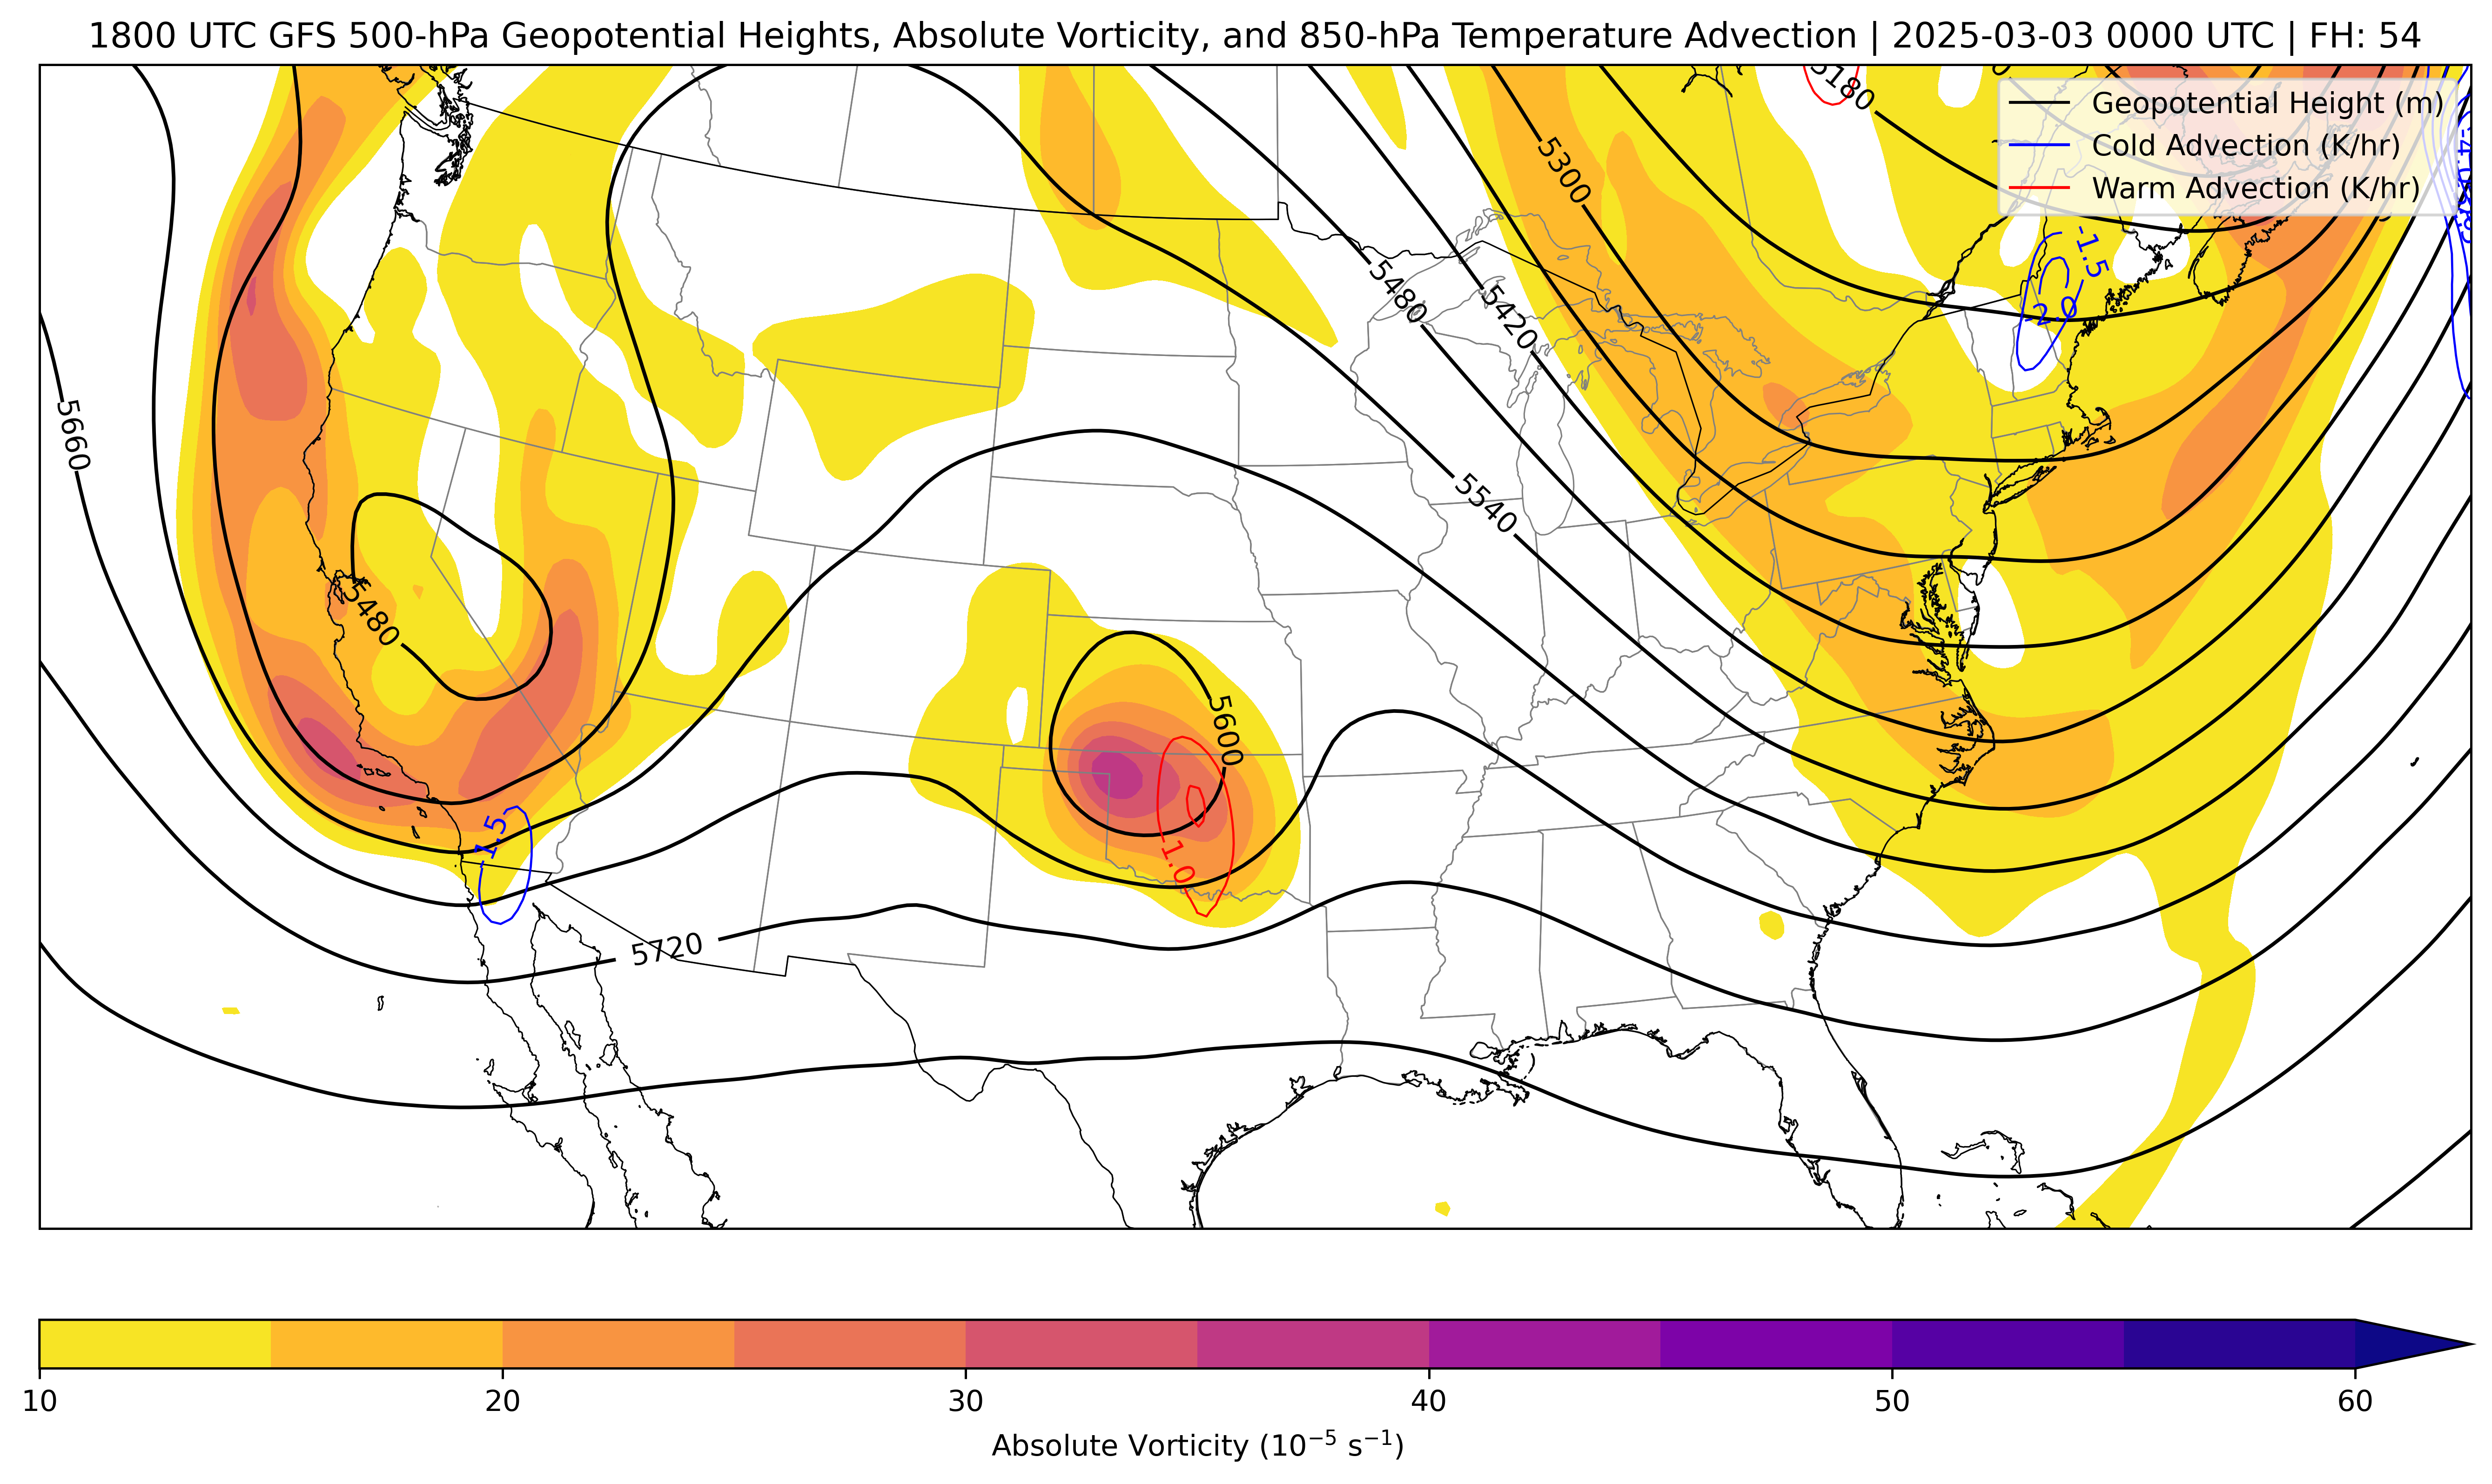 1800 UTC GFS 500-hPa Geopotential Heights, Absolute Vorticity, and 850-hPa Temperature Advection | 2025-03-03 0000 UTC | FH: 54
5180
Geopotential Height (m)
Cold Advection (K/hr)
Warm Advection (K/hr)
5300
-1.5
-2.0
5480
5420
5660
5540
5480
5600
-1.5
1.0
5720
10 20 30 40 50 60
Absolute Vorticity (10⁻⁵ s⁻¹)